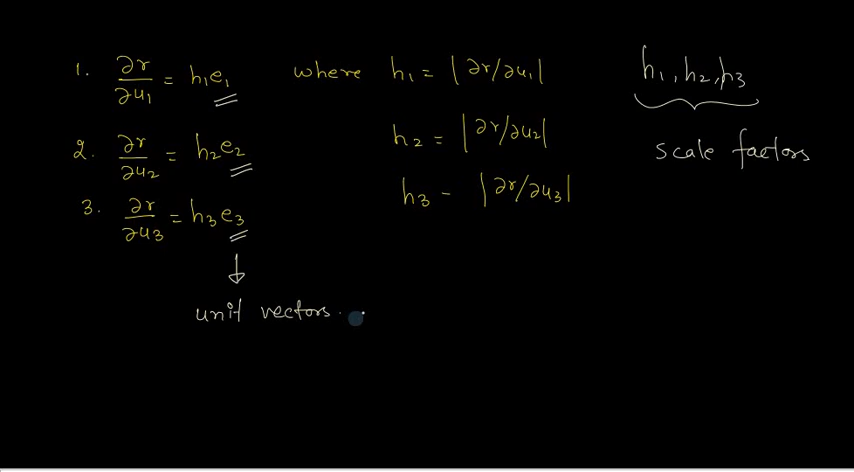 1. ∂r/∂u₁ = h₁e₁ where h₁ = |∂r/∂u₁| h₁, h₂, h₃
2. ∂r/∂u₂ = h₂e₂ h₂ = |∂r/∂u₂| scale factors
3. ∂r/∂u₃ = h₃e₃ h₃ - |∂r/∂u₃|
↓
unit vectors.